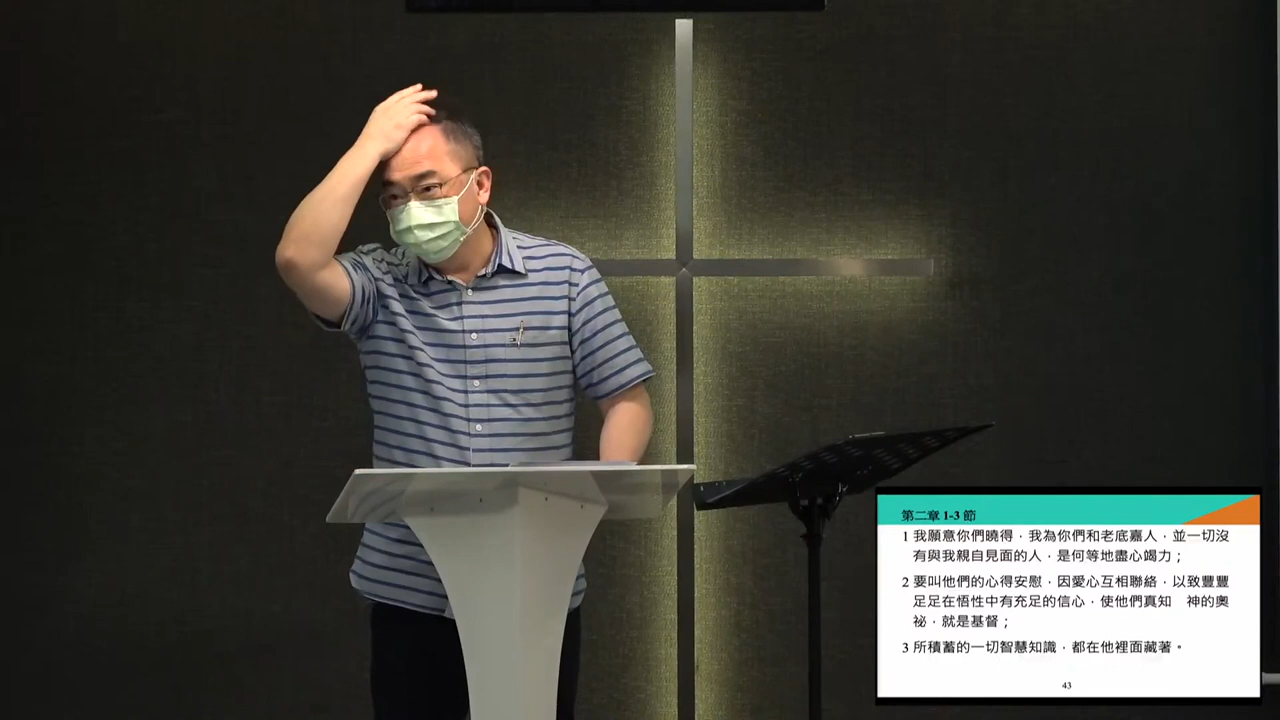 第二章 1-3 節
1 我願意你們曉得，我為你們和老底嘉人，並一切沒
有與我親自見面的人，是何等地盡心竭力；
2 要叫他們的心得安慰，因愛心互相聯絡，以致豐豐
足足在悟性中有充足的信心，使他們真知　神的奧
祕，就是基督；
3 所積蓄的一切智慧知識，都在他裡面藏著。
43